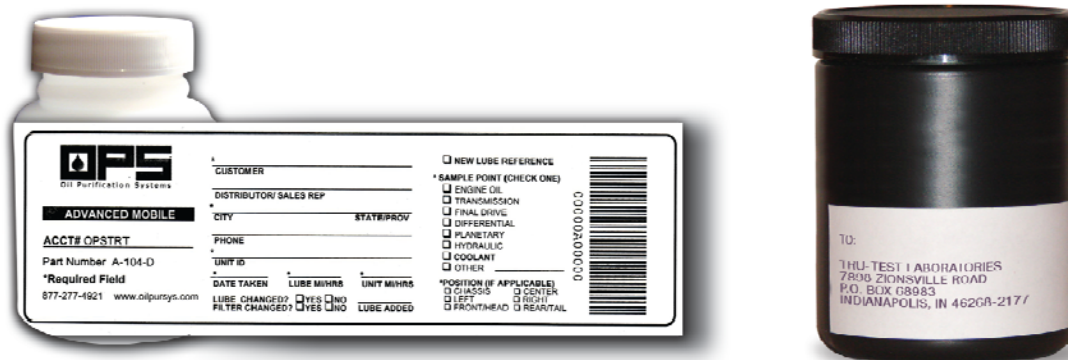 OPS
Oil Purification Systems
ADVANCED MOBILE
ACCT# OPSTRT
Part Number A-104-D
*Required Field
877-277-4921 www.oilpursys.com
*
CUSTOMER
DISTRIBUTOR/ SALES REP
*
CITY STATE/PROV
PHONE
*
UNIT ID
* * *
DATE TAKEN LUBE MI/HRS UNIT MI/HRS
LUBE CHANGED? ☐YES ☐NO
FILTER CHANGED? ☐YES ☐NO LUBE ADDED
☐ NEW LUBE REFERENCE
* SAMPLE POINT (CHECK ONE)
☐ ENGINE OIL
☐ TRANSMISSION
☐ FINAL DRIVE
☐ DIFFERENTIAL
☐ PLANETARY
☐ HYDRAULIC
☐ COOLANT
☐ OTHER
*POSITION (IF APPLICABLE)
☐ CHASSIS ☐ CENTER
☐ LEFT ☐ RIGHT
☐ FRONT/HEAD ☐ REAR/TAIL
00000A00000
TO:
THRU-TEST LABORATORIES
7898 ZIONSVILLE ROAD
P.O. BOX 68983
INDIANAPOLIS, IN 46268-2177